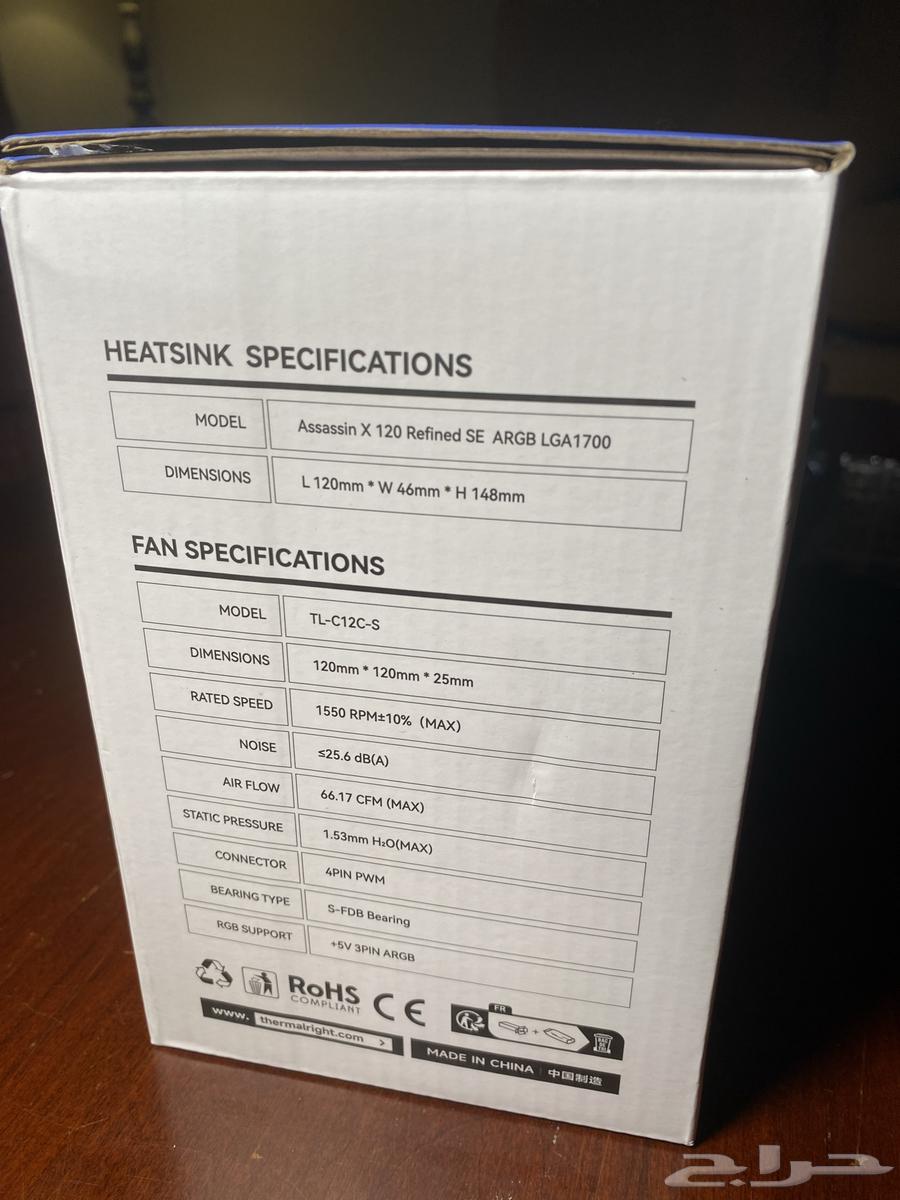 HEATSINK SPECIFICATIONS
MODEL Assassin X 120 Refined SE ARGB LGA1700
DIMENSIONS L 120mm * W 46mm * H 148mm
FAN SPECIFICATIONS
MODEL TL-C12C-S
DIMENSIONS 120mm * 120mm * 25mm
RATED SPEED 1550 RPM±10% (MAX)
NOISE ≤25.6 dB(A)
AIR FLOW 66.17 CFM (MAX)
STATIC PRESSURE 1.53mm H₂O(MAX)
CONNECTOR 4PIN PWM
BEARING TYPE S-FDB Bearing
RGB SUPPORT +5V 3PIN ARGB
RoHS
COMPLIANT
CE
FR
+
BAC
DE
TRI
www. thermalright.com >
MADE IN CHINA | 中国制造
حراج